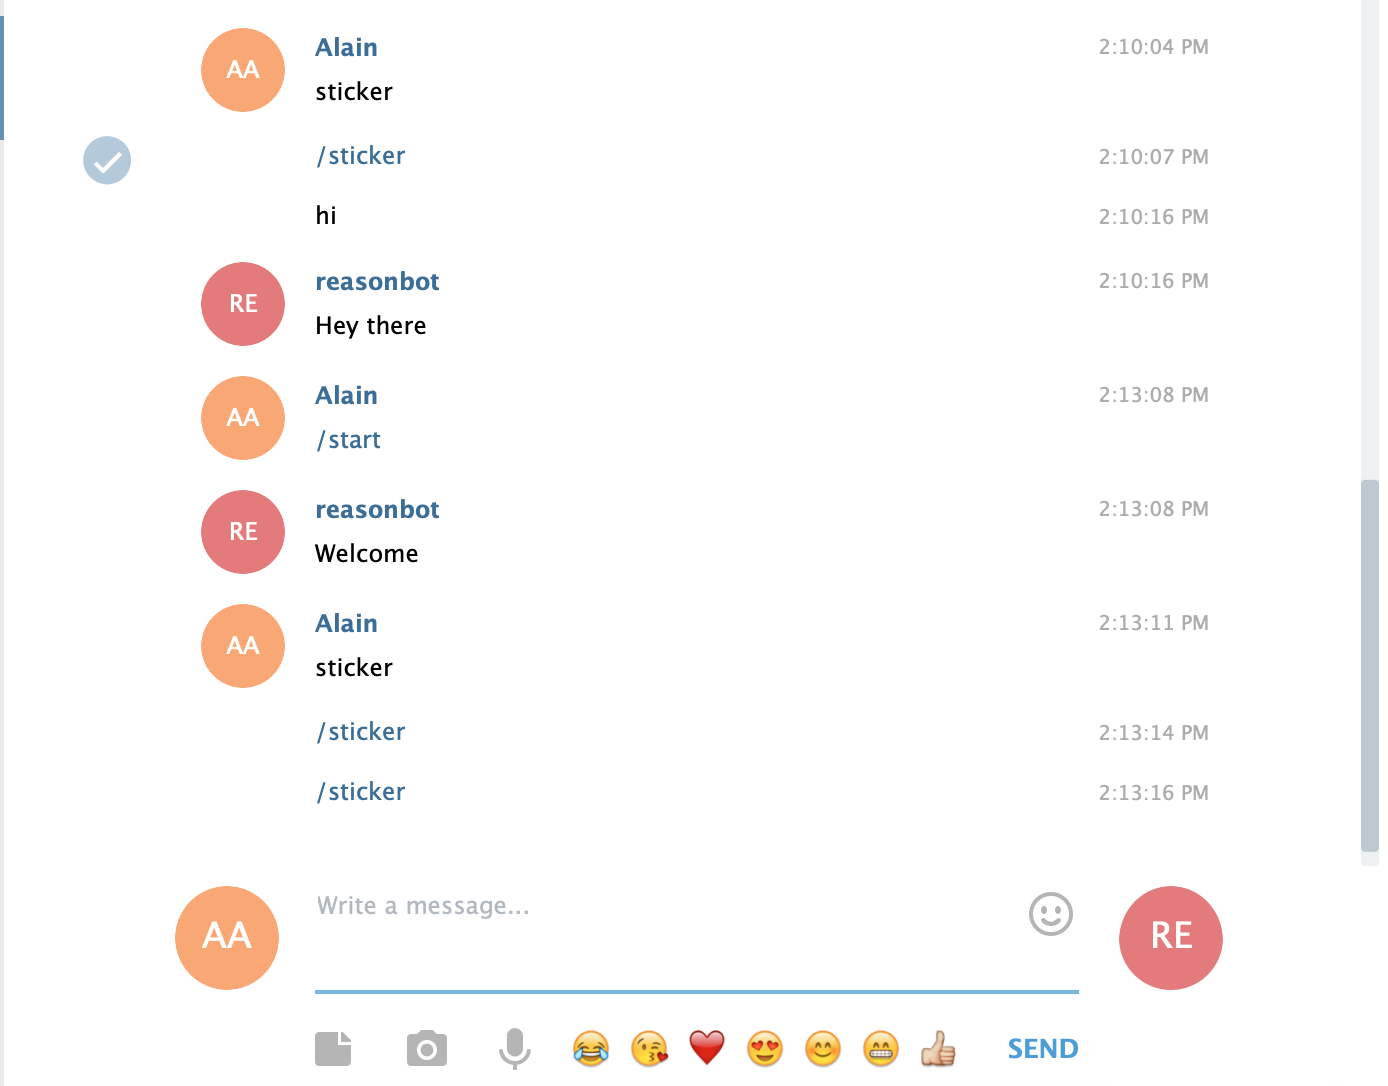 AA
Alain
2:10:04 PM
sticker
/sticker
2:10:07 PM
hi
2:10:16 PM
RE
reasonbot
2:10:16 PM
Hey there
AA
Alain
2:13:08 PM
/start
RE
reasonbot
2:13:08 PM
Welcome
AA
Alain
2:13:11 PM
sticker
/sticker
2:13:14 PM
/sticker
2:13:16 PM
AA
Write a message...
RE
SEND